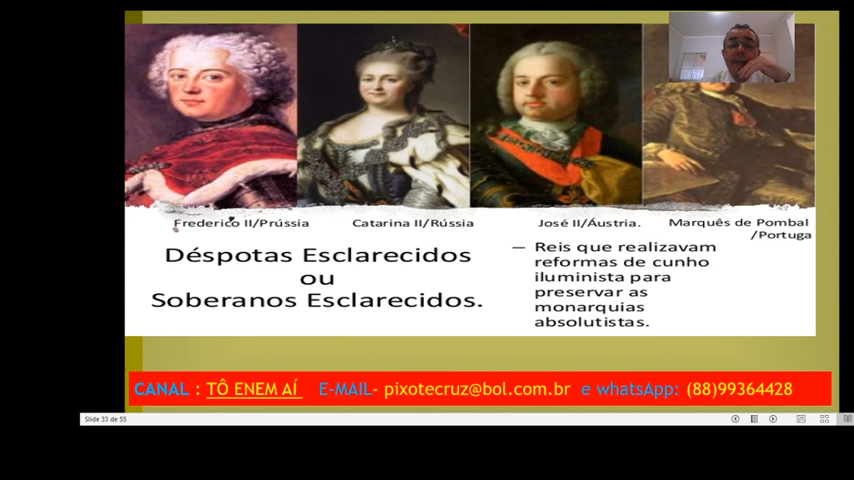 Frederico II/Prússia
Catarina II/Rússia
José II/Áustria.
Marquês de Pombal
/Portuga
Déspotas Esclarecidos
ou
Soberanos Esclarecidos.
– Reis que realizavam
reformas de cunho
iluminista para
preservar as
monarquias
absolutistas.
CANAL : TÔ ENEM AÍ E-MAIL- pixotecruz@bol.com.br e whatsApp: (88)99364428
Slide 33 de 55